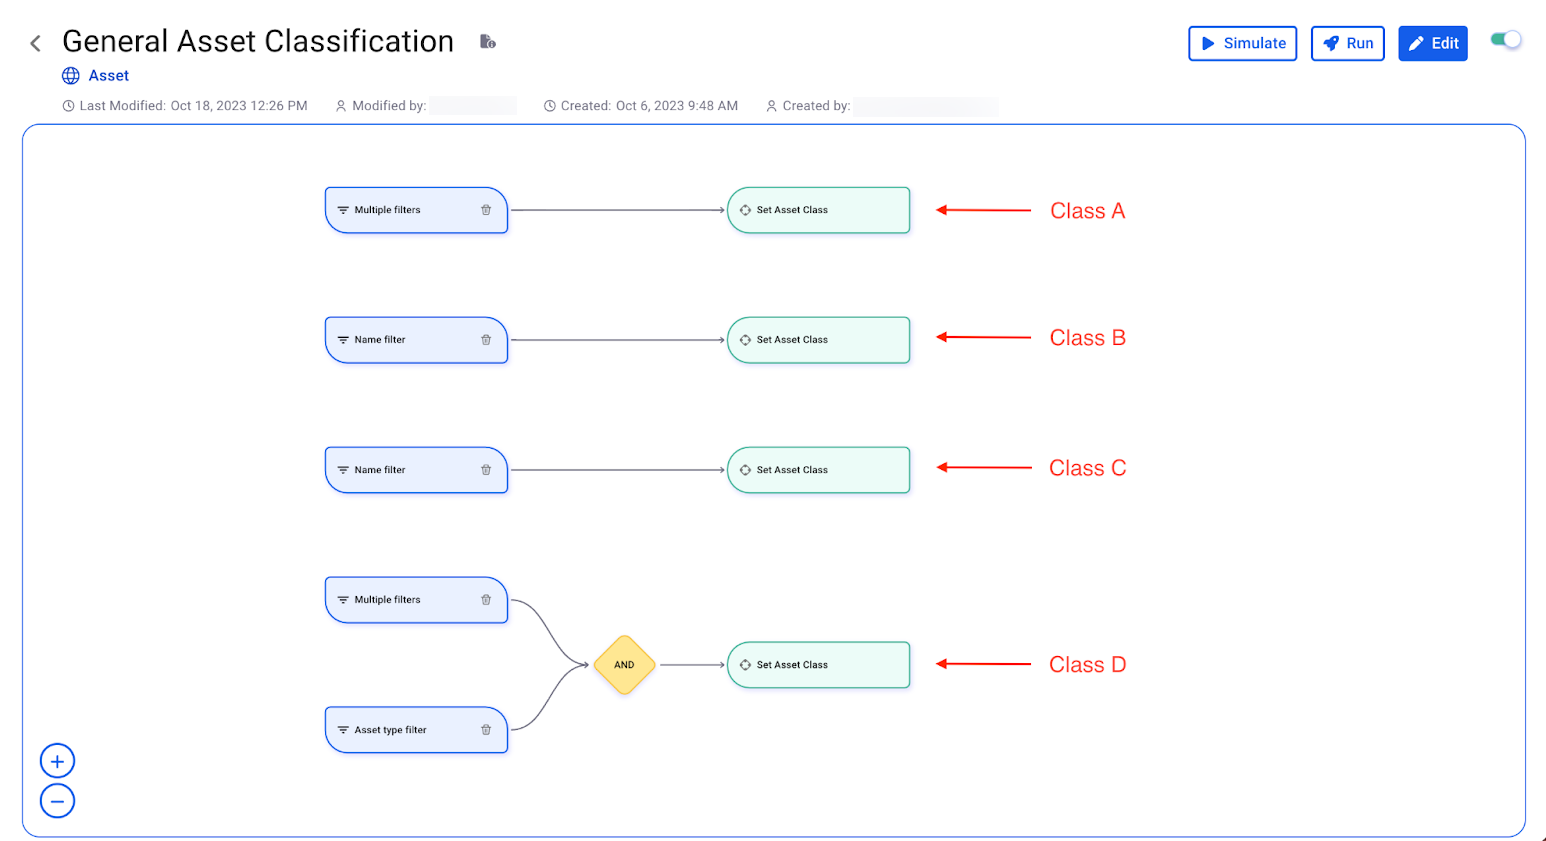 General Asset Classification
Simulate
Run
Edit
Asset
Last Modified: Oct 18, 2023 12:26 PM
Modified by:
Created: Oct 6, 2023 9:48 AM
Created by:
Multiple filters
Set Asset Class
Class A
Name filter
Set Asset Class
Class B
Name filter
Set Asset Class
Class C
Multiple filters
AND
Set Asset Class
Class D
Asset type filter